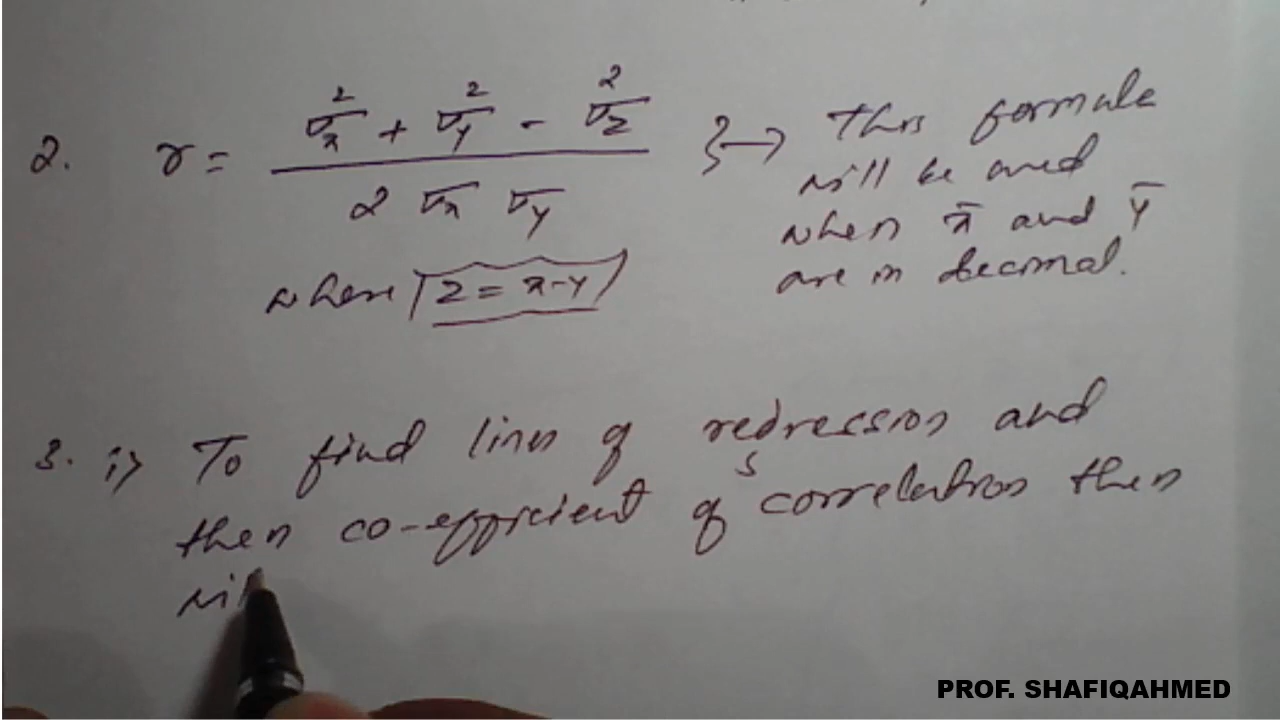 2. r = (σx² + σy² - σz²) / (2 σx σy) } → This formula
will be used
when x̄ and ȳ
are in decimal.
where z = x-y
3. i) To find lines of regression and
then co-efficient of correlation then
PROF. SHAFIQAHMED